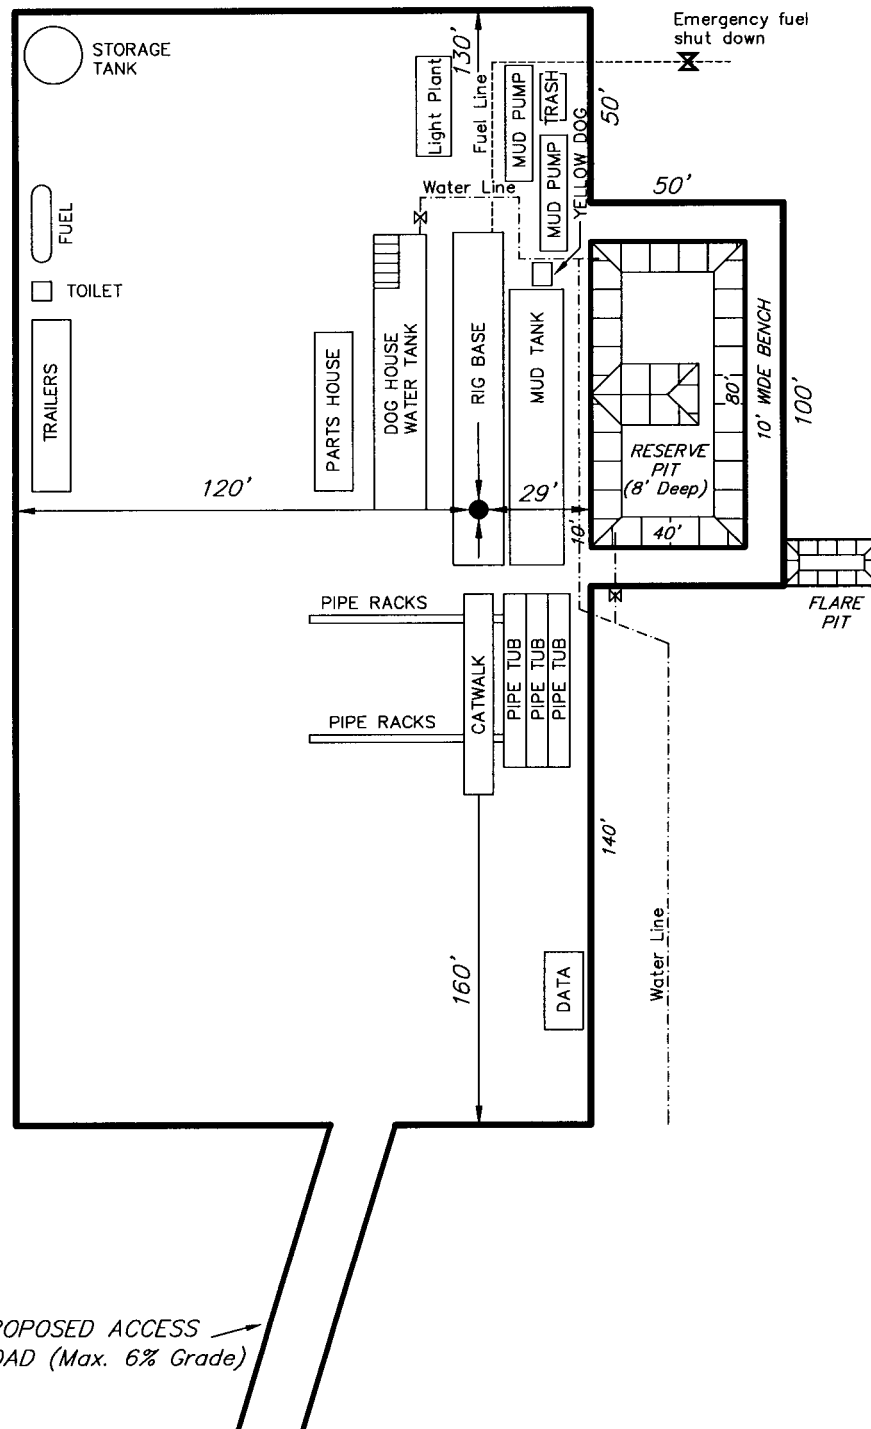 Emergency fuel
shut down
STORAGE
TANK
130'
Light Plant
Fuel Line
MUD PUMP
TRASH
50'
MUD PUMP
YELLOW DOG
Water Line
50'
FUEL
TOILET
TRAILERS
PARTS HOUSE
DOG HOUSE
WATER TANK
RIG BASE
MUD TANK
80'
10' WIDE BENCH
100'
RESERVE
PIT
(8' Deep)
120'
29'
10'
40'
FLARE
PIT
PIPE RACKS
CATWALK
PIPE TUB
PIPE TUB
PIPE TUB
PIPE RACKS
140'
160'
DATA
Water Line
ROPOSED ACCESS
OAD (Max. 6% Grade)